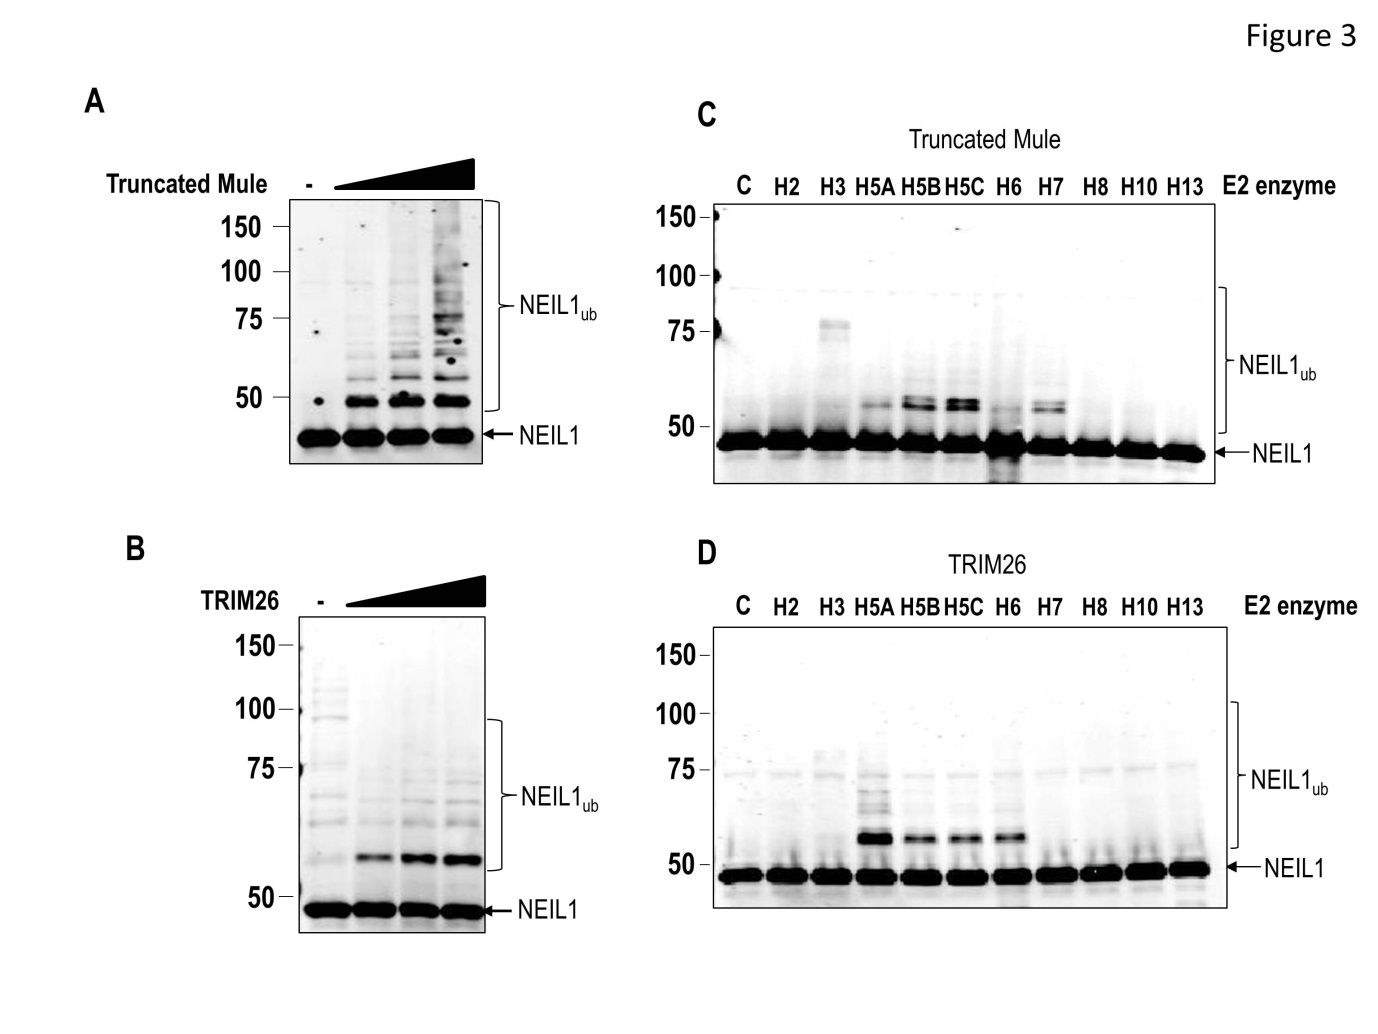 Figure 3
A
Truncated Mule -
150
100
75
50
NEIL1ub
NEIL1
B
TRIM26 -
150
100
75
50
NEIL1ub
NEIL1
C
Truncated Mule
C H2 H3 H5A H5B H5C H6 H7 H8 H10 H13 E2 enzyme
150
100
75
50
NEIL1ub
NEIL1
D
TRIM26
C H2 H3 H5A H5B H5C H6 H7 H8 H10 H13 E2 enzyme
150
100
75
50
NEIL1ub
NEIL1